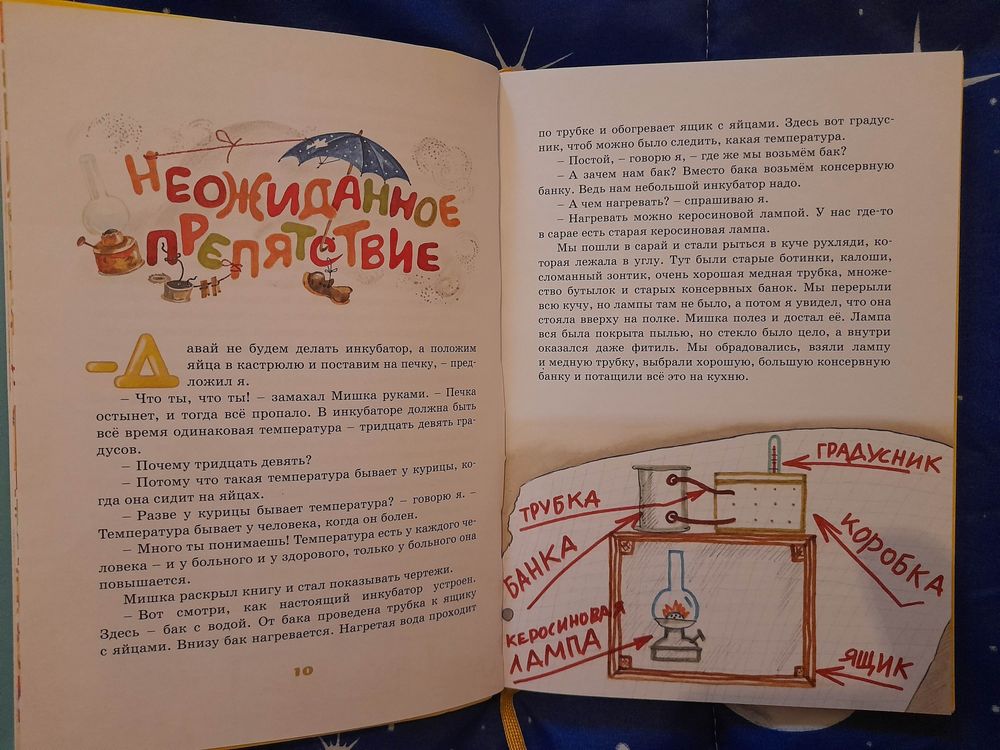 НЕОЖИДАННОЕ
ПРЕПЯТСТВИЕ
– Давай не будем делать инкубатор, а положим
яйца в кастрюлю и поставим на печку, – пред-
ложил я.
– Что ты, что ты! – замахал Мишка руками. – Печка
остынет, и тогда всё пропало. В инкубаторе должна быть
всё время одинаковая температура – тридцать девять гра-
дусов.
– Почему тридцать девять?
– Потому что такая температура бывает у курицы, ко-
гда она сидит на яйцах.
– Разве у курицы бывает температура? – говорю я. –
Температура бывает у человека, когда он болен.
– Много ты понимаешь! Температура есть у каждого че-
ловека – и у больного и у здорового, только у больного она
повышается.
Мишка раскрыл книгу и стал показывать чертежи.
– Вот смотри, как настоящий инкубатор устроен.
Здесь – бак с водой. От бака проведена трубка к ящику
с яйцами. Внизу бак нагревается. Нагретая вода проходит
10
по трубке и обогревает ящик с яйцами. Здесь вот градус-
ник, чтоб можно было следить, какая температура.
– Постой, – говорю я, – где же мы возьмём бак?
– А зачем нам бак? Вместо бака возьмём консервную
банку. Ведь нам небольшой инкубатор надо.
– А чем нагревать? – спрашиваю я.
– Нагревать можно керосиновой лампой. У нас где-то
в сарае есть старая керосиновая лампа.
Мы пошли в сарай и стали рыться в куче рухляди, ко-
торая лежала в углу. Тут были старые ботинки, калоши,
сломанный зонтик, очень хорошая медная трубка, множе-
ство бутылок и старых консервных банок. Мы перерыли
всю кучу, но лампы там не было, а потом я увидел, что она
стояла вверху на полке. Мишка полез и достал её. Лампа
вся была покрыта пылью, но стекло было цело, а внутри
оказался даже фитиль. Мы обрадовались, взяли лампу
и медную трубку, выбрали хорошую, большую консервную
банку и потащили всё это на кухню.
ГРАДУСНИК
ТРУБКА
КОРОБКА
БАНКА
КЕРОСИНОВАЯ
ЛАМПА
ЯЩИК